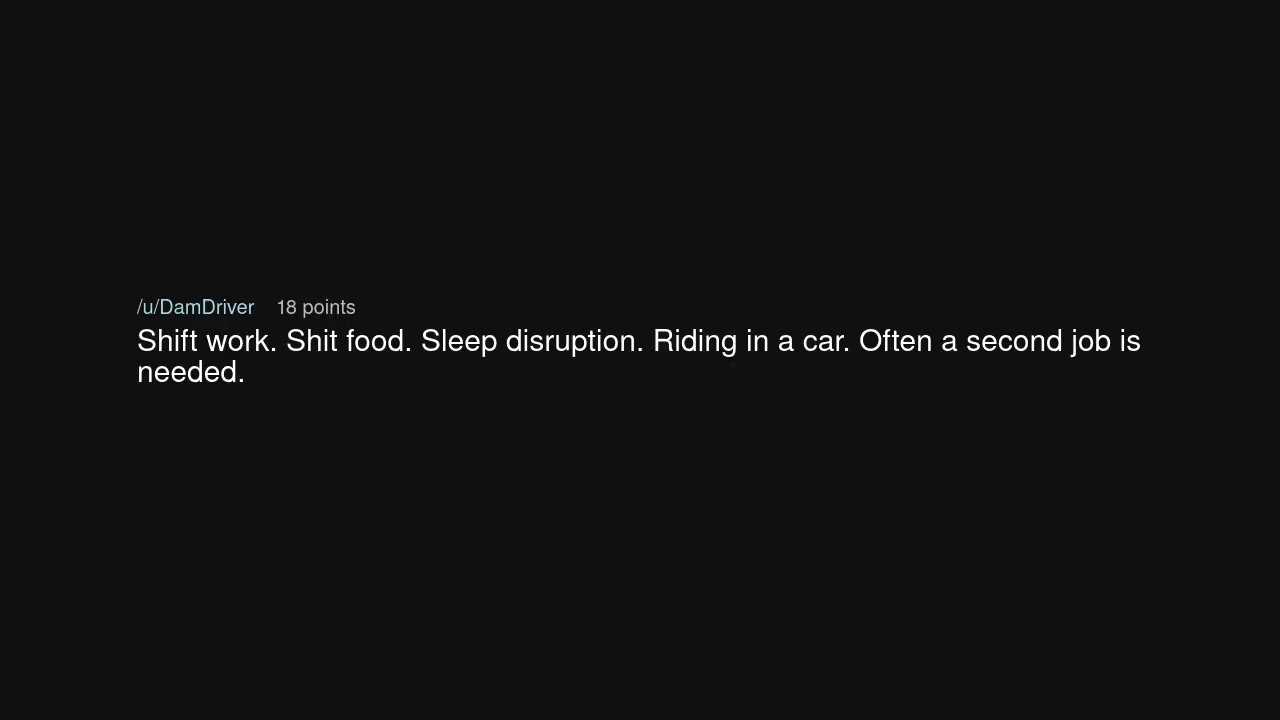 /u/DamDriver 18 points
Shift work. Shit food. Sleep disruption. Riding in a car. Often a second job is
needed.